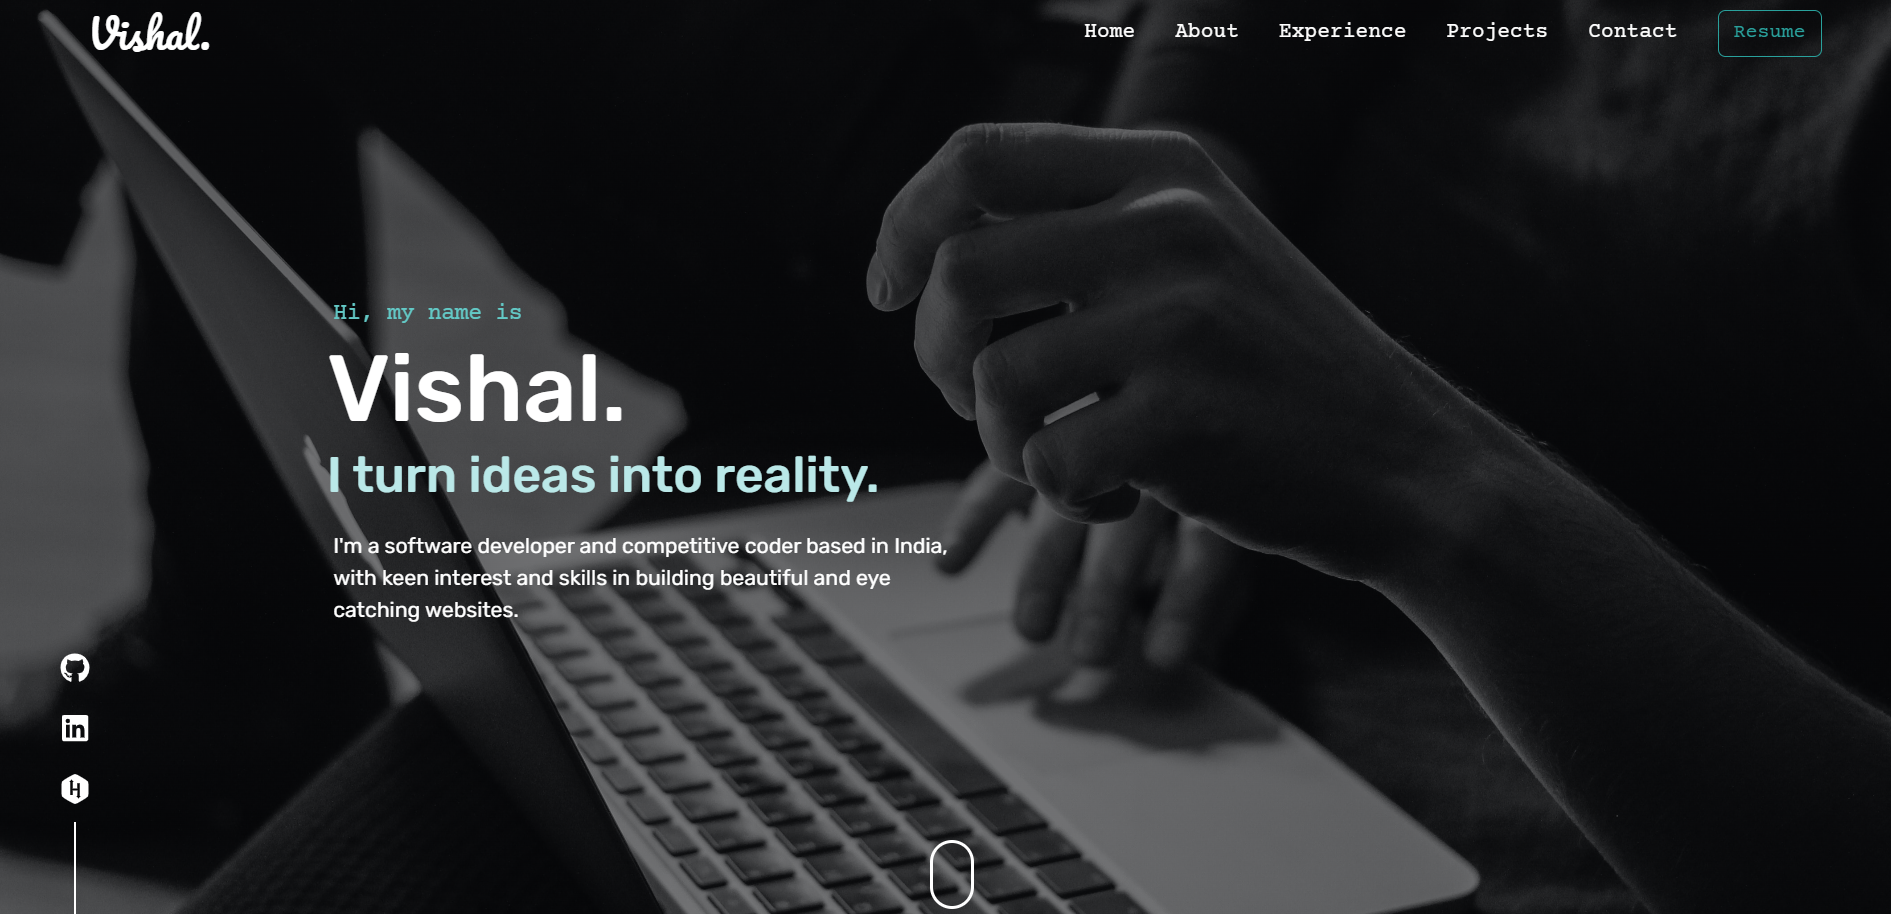 Vishal.
Home About Experience Projects Contact Resume
Hi, my name is
Vishal.
I turn ideas into reality.
I'm a software developer and competitive coder based in India,
with keen interest and skills in building beautiful and eye
catching websites.
in
H